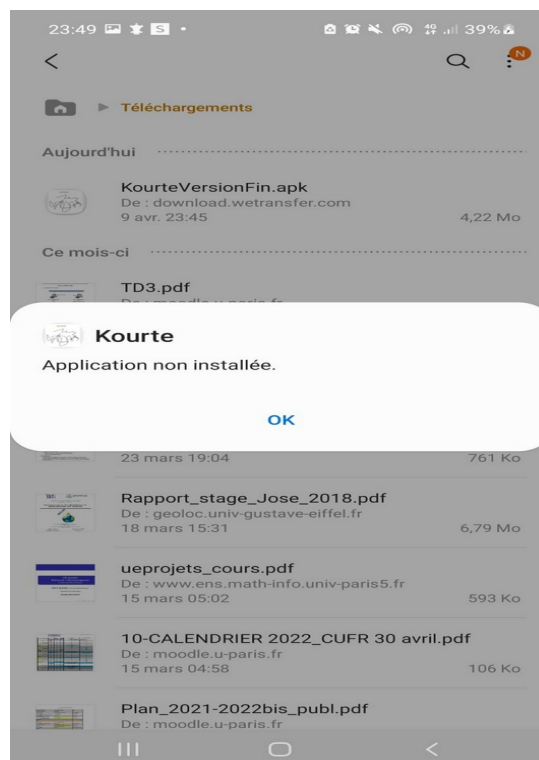 23:49
S
4G
39%
N
Téléchargements
Aujourd'hui
KourteVersionFin.apk
De : download.wetransfer.com
9 avr. 23:45 4,22 Mo
Ce mois-ci
TD3.pdf
De : moodle.u-paris.fr
Kourte
Application non installée.
OK
23 mars 19:04 761 Ko
Rapport_stage_Jose_2018.pdf
De : geoloc.univ-gustave-eiffel.fr
18 mars 15:31 6,79 Mo
ueprojets_cours.pdf
De : www.ens.math-info.univ-paris5.fr
15 mars 05:02 593 Ko
10-CALENDRIER 2022_CUFR 30 avril.pdf
De : moodle.u-paris.fr
15 mars 04:58 106 Ko
Plan_2021-2022bis_publ.pdf
De : moodle.u-paris.fr